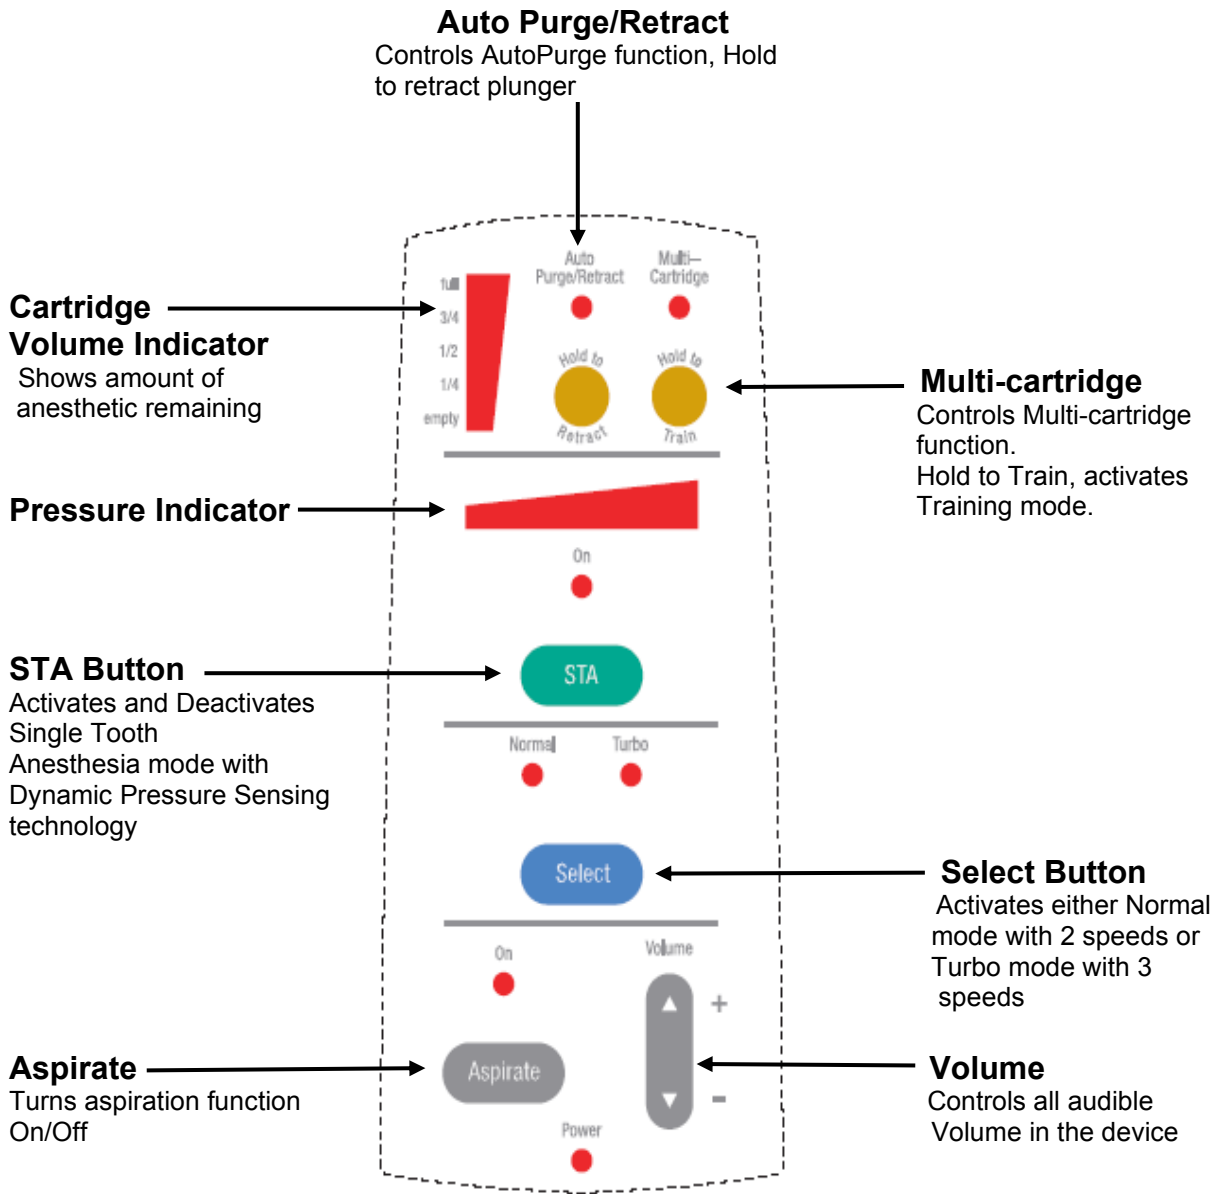 Auto Purge/Retract
Controls AutoPurge function, Hold
to retract plunger
Cartridge
Volume Indicator
Shows amount of
anesthetic remaining
Auto
Purge/Retract
Multi–
Cartridge
full
3/4
1/2
1/4
empty
Hold to
Retract
Hold to
Train
Multi-cartridge
Controls Multi-cartridge
function.
Hold to Train, activates
Training mode.
Pressure Indicator
On
STA Button
Activates and Deactivates
Single Tooth
Anesthesia mode with
Dynamic Pressure Sensing
technology
STA
Normal
Turbo
Select
Select Button
Activates either Normal
mode with 2 speeds or
Turbo mode with 3
speeds
On
Volume
+
-
Aspirate
Turns aspiration function
On/Off
Aspirate
Power
Volume
Controls all audible
Volume in the device